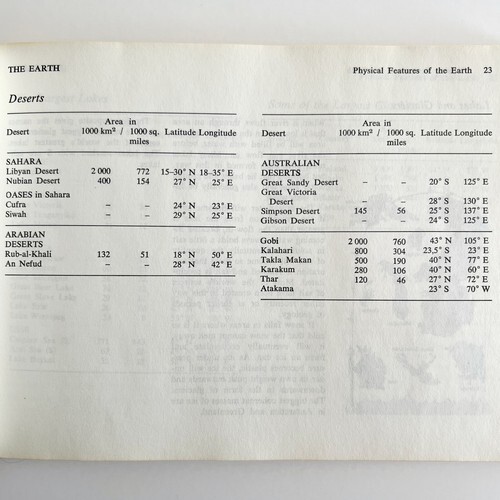 THE EARTH
Physical Features of the Earth 23
Deserts
Desert Area in 1000 km² / 1000 sq. miles Latitude Longitude
SAHARA
Libyan Desert 2 000 772 15–30° N 18–35° E
Nubian Desert 400 154 27° N 25° E
OASES in Sahara
Cufra – – 24° N 23° E
Siwah – – 29° N 25° E
ARABIAN
DESERTS
Rub-al-Khali 132 51 18° N 50° E
An Nefud – – 28° N 42° E
Desert Area in 1000 km² / 1000 sq. miles Latitude Longitude
AUSTRALIAN
DESERTS
Great Sandy Desert – – 20° S 125° E
Great Victoria
Desert – – 28° S 130° E
Simpson Desert 145 56 25° S 137° E
Gibson Desert – – 24° S 125° E
Gobi 2 000 760 43° N 105° E
Kalahari 800 304 23,5° S 23° E
Takla Makan 500 190 40° N 77° E
Karakum 280 106 40° N 60° E
Thar 120 46 27° N 72° E
Atakama 23° S 70° W